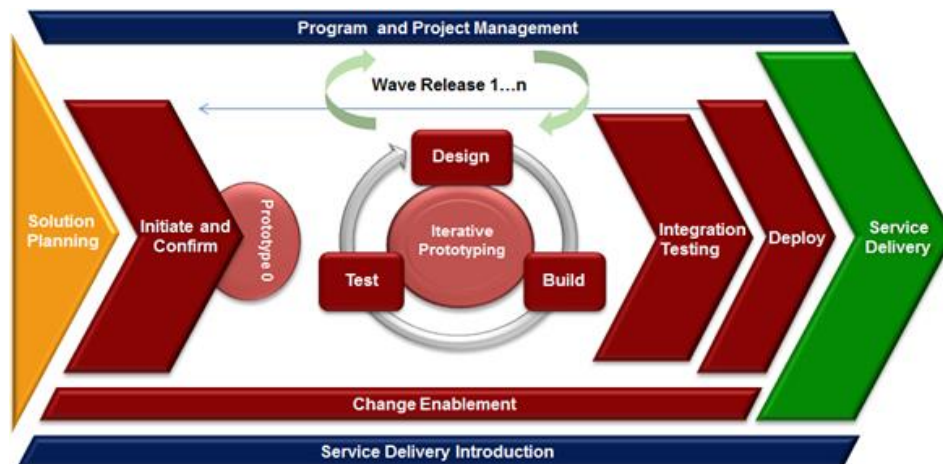 Program and Project Management
Wave Release 1...n
Design
Solution
Planning
Initiate and
Confirm
Prototype 0
Iterative
Prototyping
Test
Build
Integration
Testing
Deploy
Service
Delivery
Change Enablement
Service Delivery Introduction